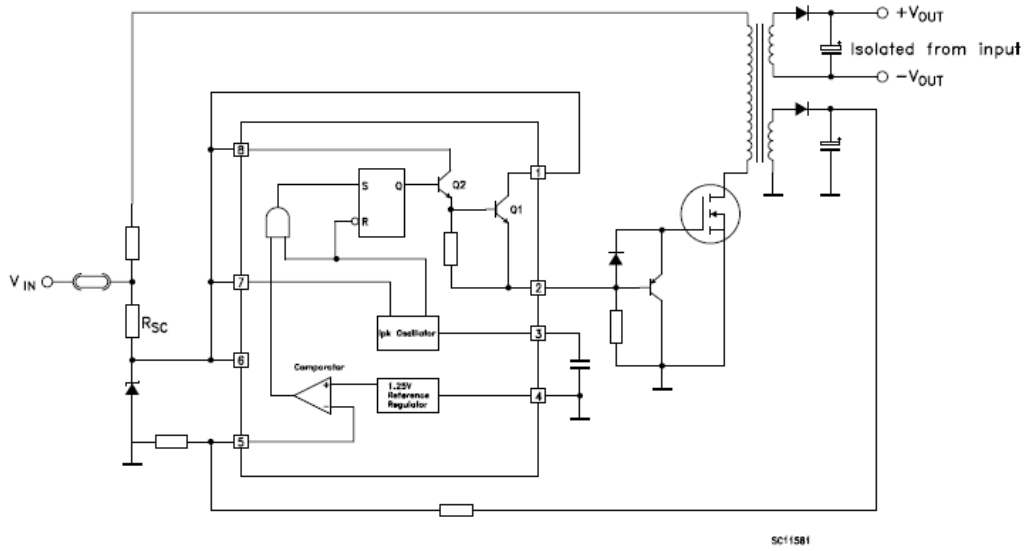 +VOUT
Isolated from input
-VOUT
8
1
S
Q
Q2
Q1
R
VIN
7
2
RSC
Ipk Oscillator
3
6
Comparator
+
-
1.25V
Reference
Regulator
4
5
SC11581